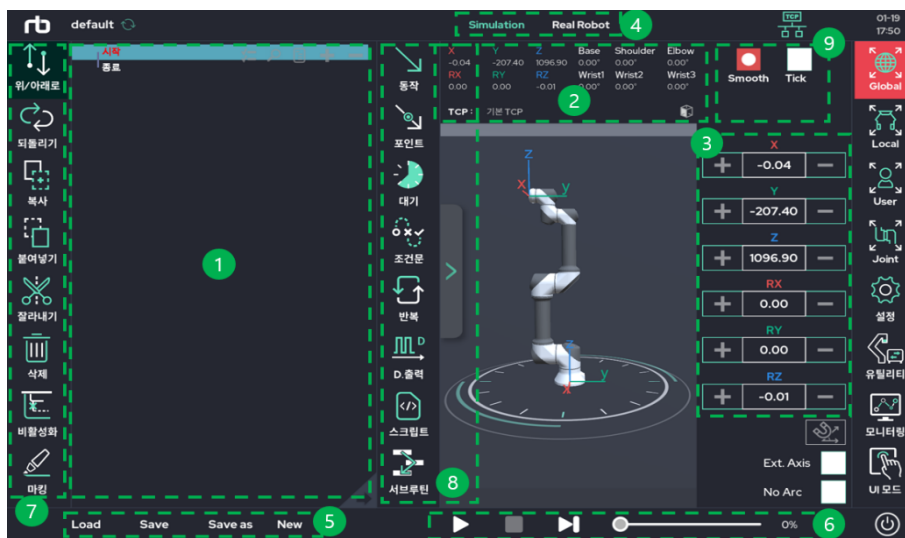 rb default Simulation Real Robot 4 TCP 01-19
17:50
시작
종료
1
위/아래로
되돌리기
복사
붙여넣기
잘라내기
삭제
비활성화
마킹
7
동작
포인트
대기
조건문
반복
D
D.출력
스크립트
서브루틴
8
X Y Z Base Shoulder Elbow
-0.04 -207.40 1096.90 0.00° 0.00° 0.00°
RX RY RZ Wrist1 Wrist2 Wrist3
0.00 0.00 -0.01 0.00° 0.00° 0.00°
2
TCP : 기본 TCP
Z
X y
Z
y
X
9
Smooth Tick
3
X
+ -0.04 −
Y
+ -207.40 −
Z
+ 1096.90 −
RX
+ 0.00 −
RY
+ 0.00 −
RZ
+ -0.01 −
Ext. Axis
No Arc
Global
Local
User
Joint
설정
유틸리티
모니터링
UI 모드
Load Save Save as New 5
0% 6